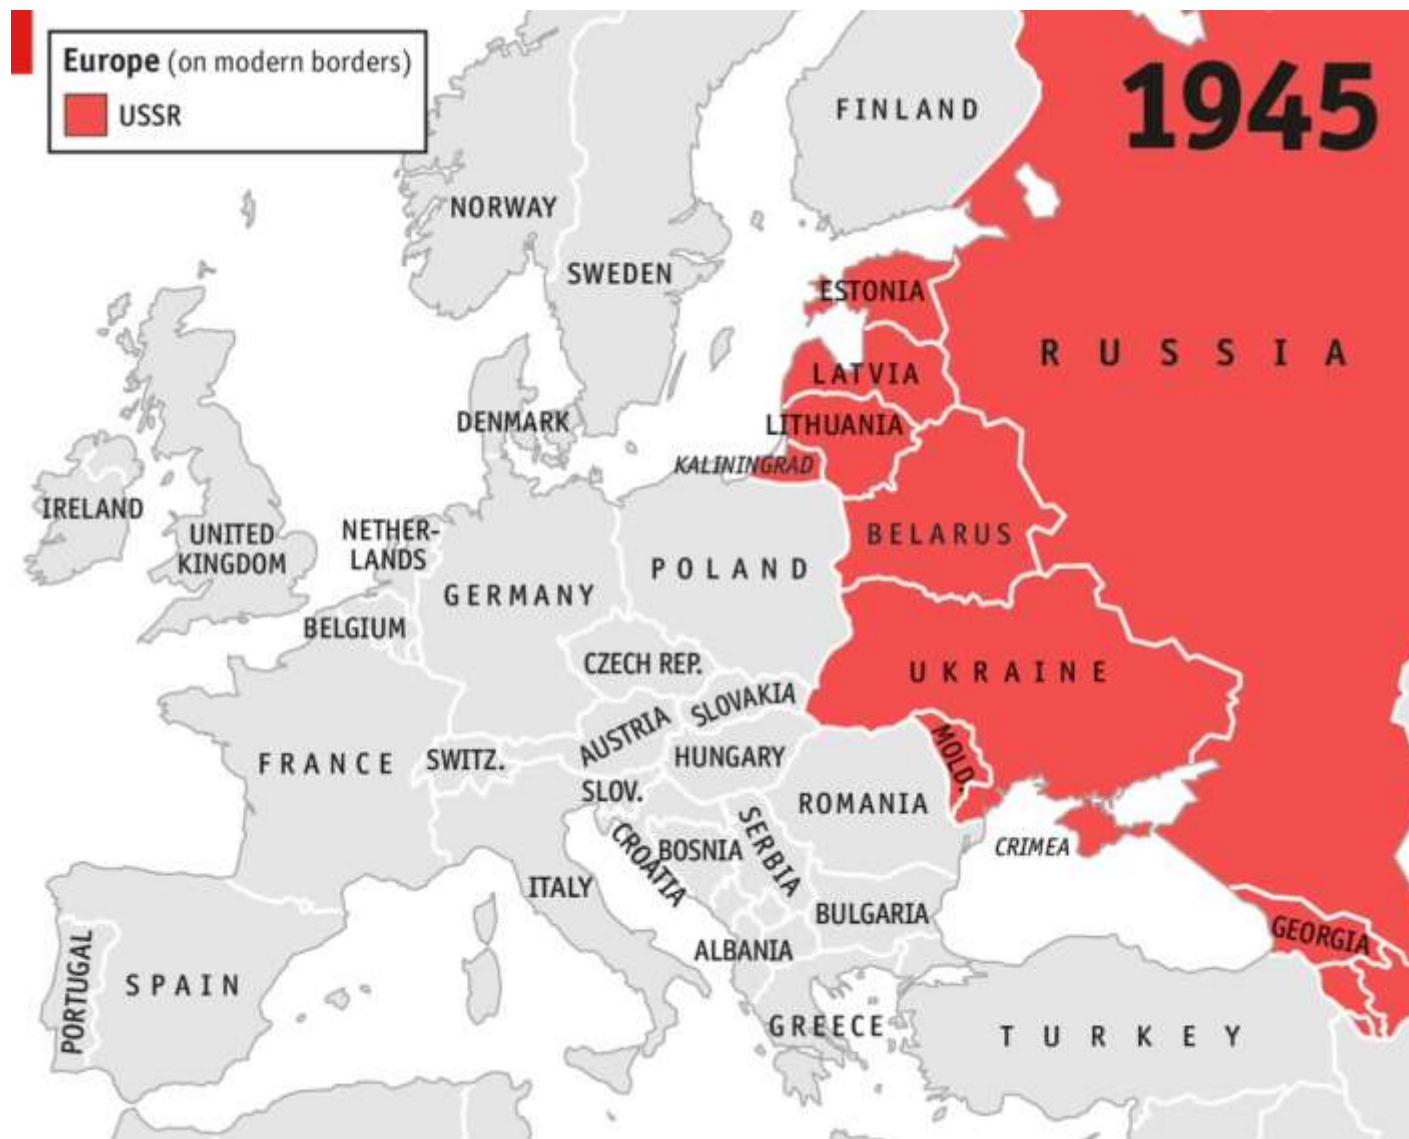 Europe (on modern borders)
USSR
1945
FINLAND
NORWAY
SWEDEN
ESTONIA
RUSSIA
LATVIA
DENMARK
LITHUANIA
KALININGRAD
IRELAND
UNITED
KINGDOM
NETHER-
LANDS
BELARUS
POLAND
GERMANY
BELGIUM
CZECH REP.
UKRAINE
SLOVAKIA
AUSTRIA
FRANCE
SWITZ.
HUNGARY
MOLD.
SLOV.
ROMANIA
CROATIA
BOSNIA
SERBIA
CRIMEA
ITALY
BULGARIA
GEORGIA
ALBANIA
PORTUGAL
SPAIN
GREECE
TURKEY